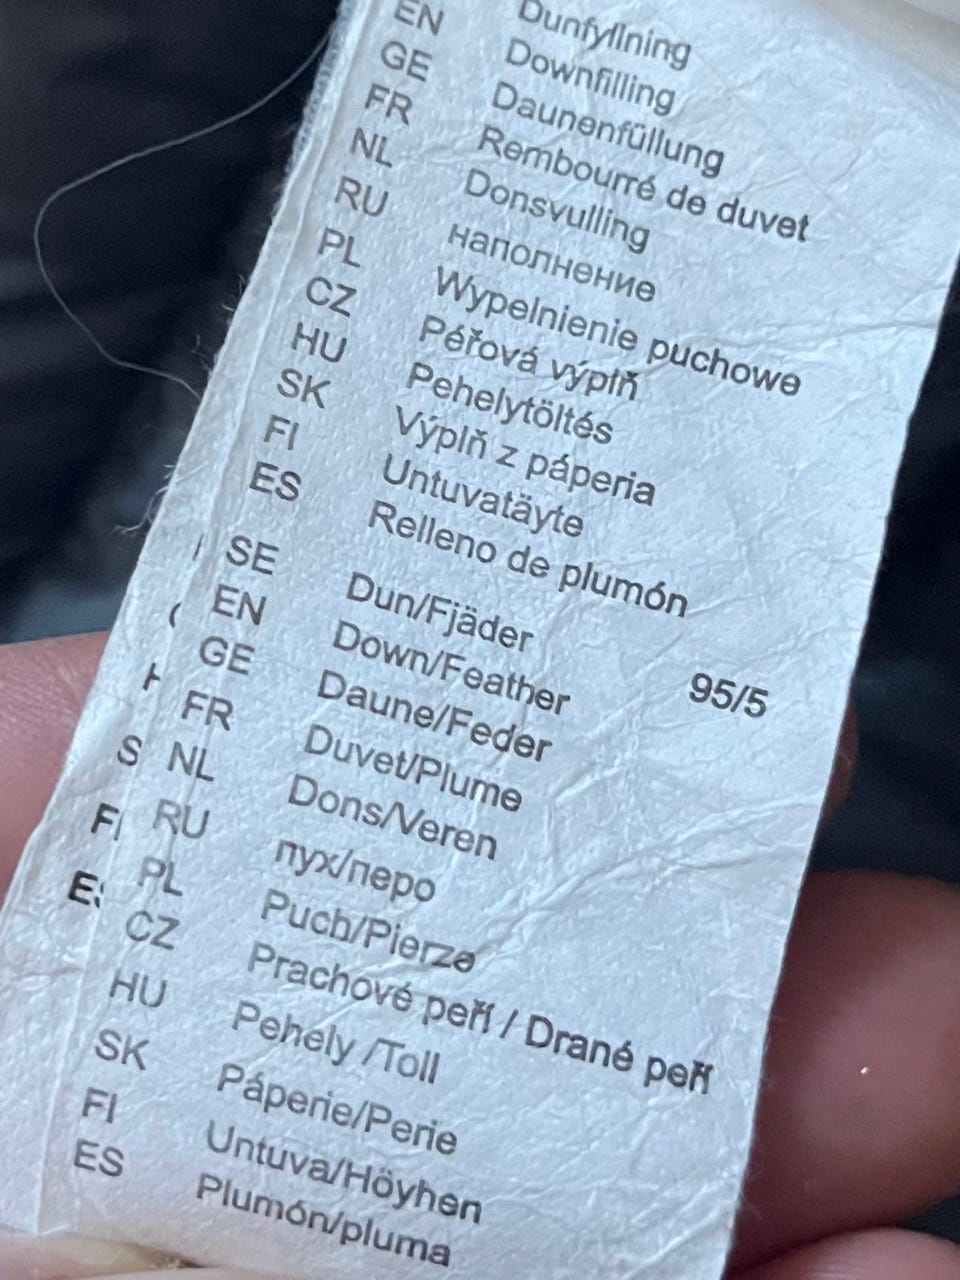 Dunfyllning
EN Downfilling
GE Daunenfüllung
FR Rembourré de duvet
NL Donsvulling
RU наполнение
PL Wypelnienie puchowe
CZ Péřová výplň
HU Pehelytöltés
SK Výplň z páperia
FI Untuvatäyte
ES Relleno de plumón
SE Dun/Fjäder 95/5
EN Down/Feather
GE Daune/Feder
FR Duvet/Plume
NL Dons/Veren
RU пух/перо
PL Puch/Pierze
CZ Prachové peří / Drané peří
HU Pehely /Toll
SK Páperie/Perie
FI Untuva/Höyhen
ES Plumón/pluma